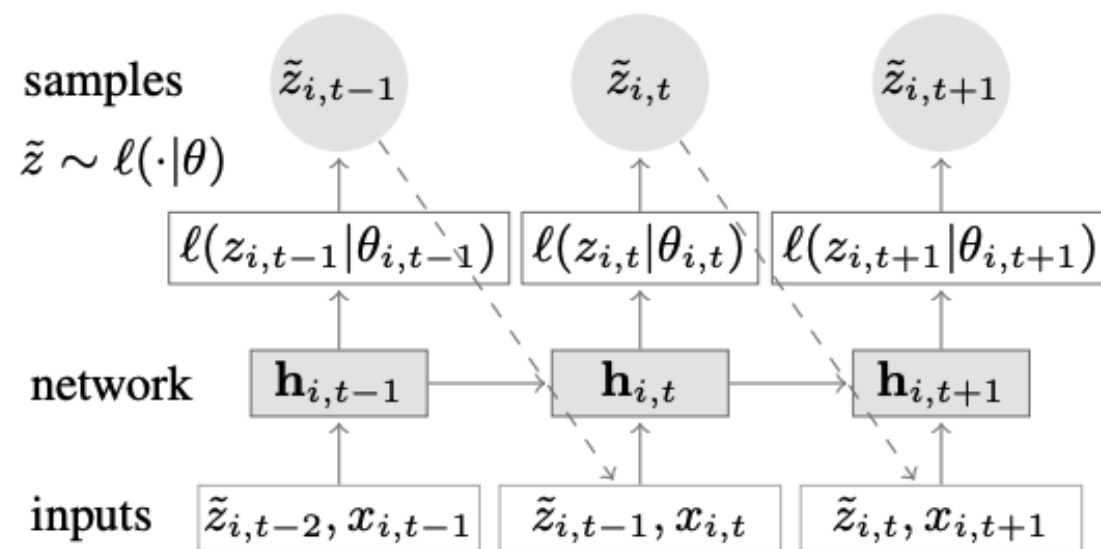 samples z̃_{i,t−1} z̃_{i,t} z̃_{i,t+1}
z̃ ∼ ℓ(·|θ)
ℓ(z_{i,t−1}|θ_{i,t−1}) ℓ(z_{i,t}|θ_{i,t}) ℓ(z_{i,t+1}|θ_{i,t+1})
network h_{i,t−1} h_{i,t} h_{i,t+1}
inputs z̃_{i,t−2}, x_{i,t−1} z̃_{i,t−1}, x_{i,t} z̃_{i,t}, x_{i,t+1}